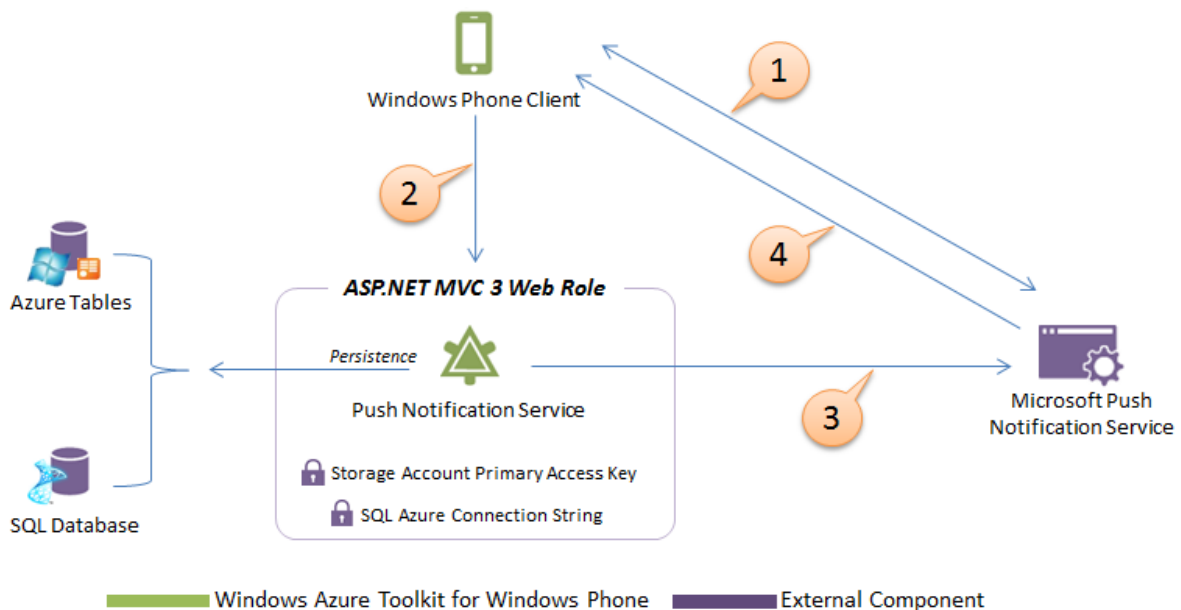 1
Windows Phone Client
2
4
ASP.NET MVC 3 Web Role
Azure Tables
Persistence
Push Notification Service
3
Microsoft Push
Notification Service
Storage Account Primary Access Key
SQL Azure Connection String
SQL Database
Windows Azure Toolkit for Windows Phone
External Component